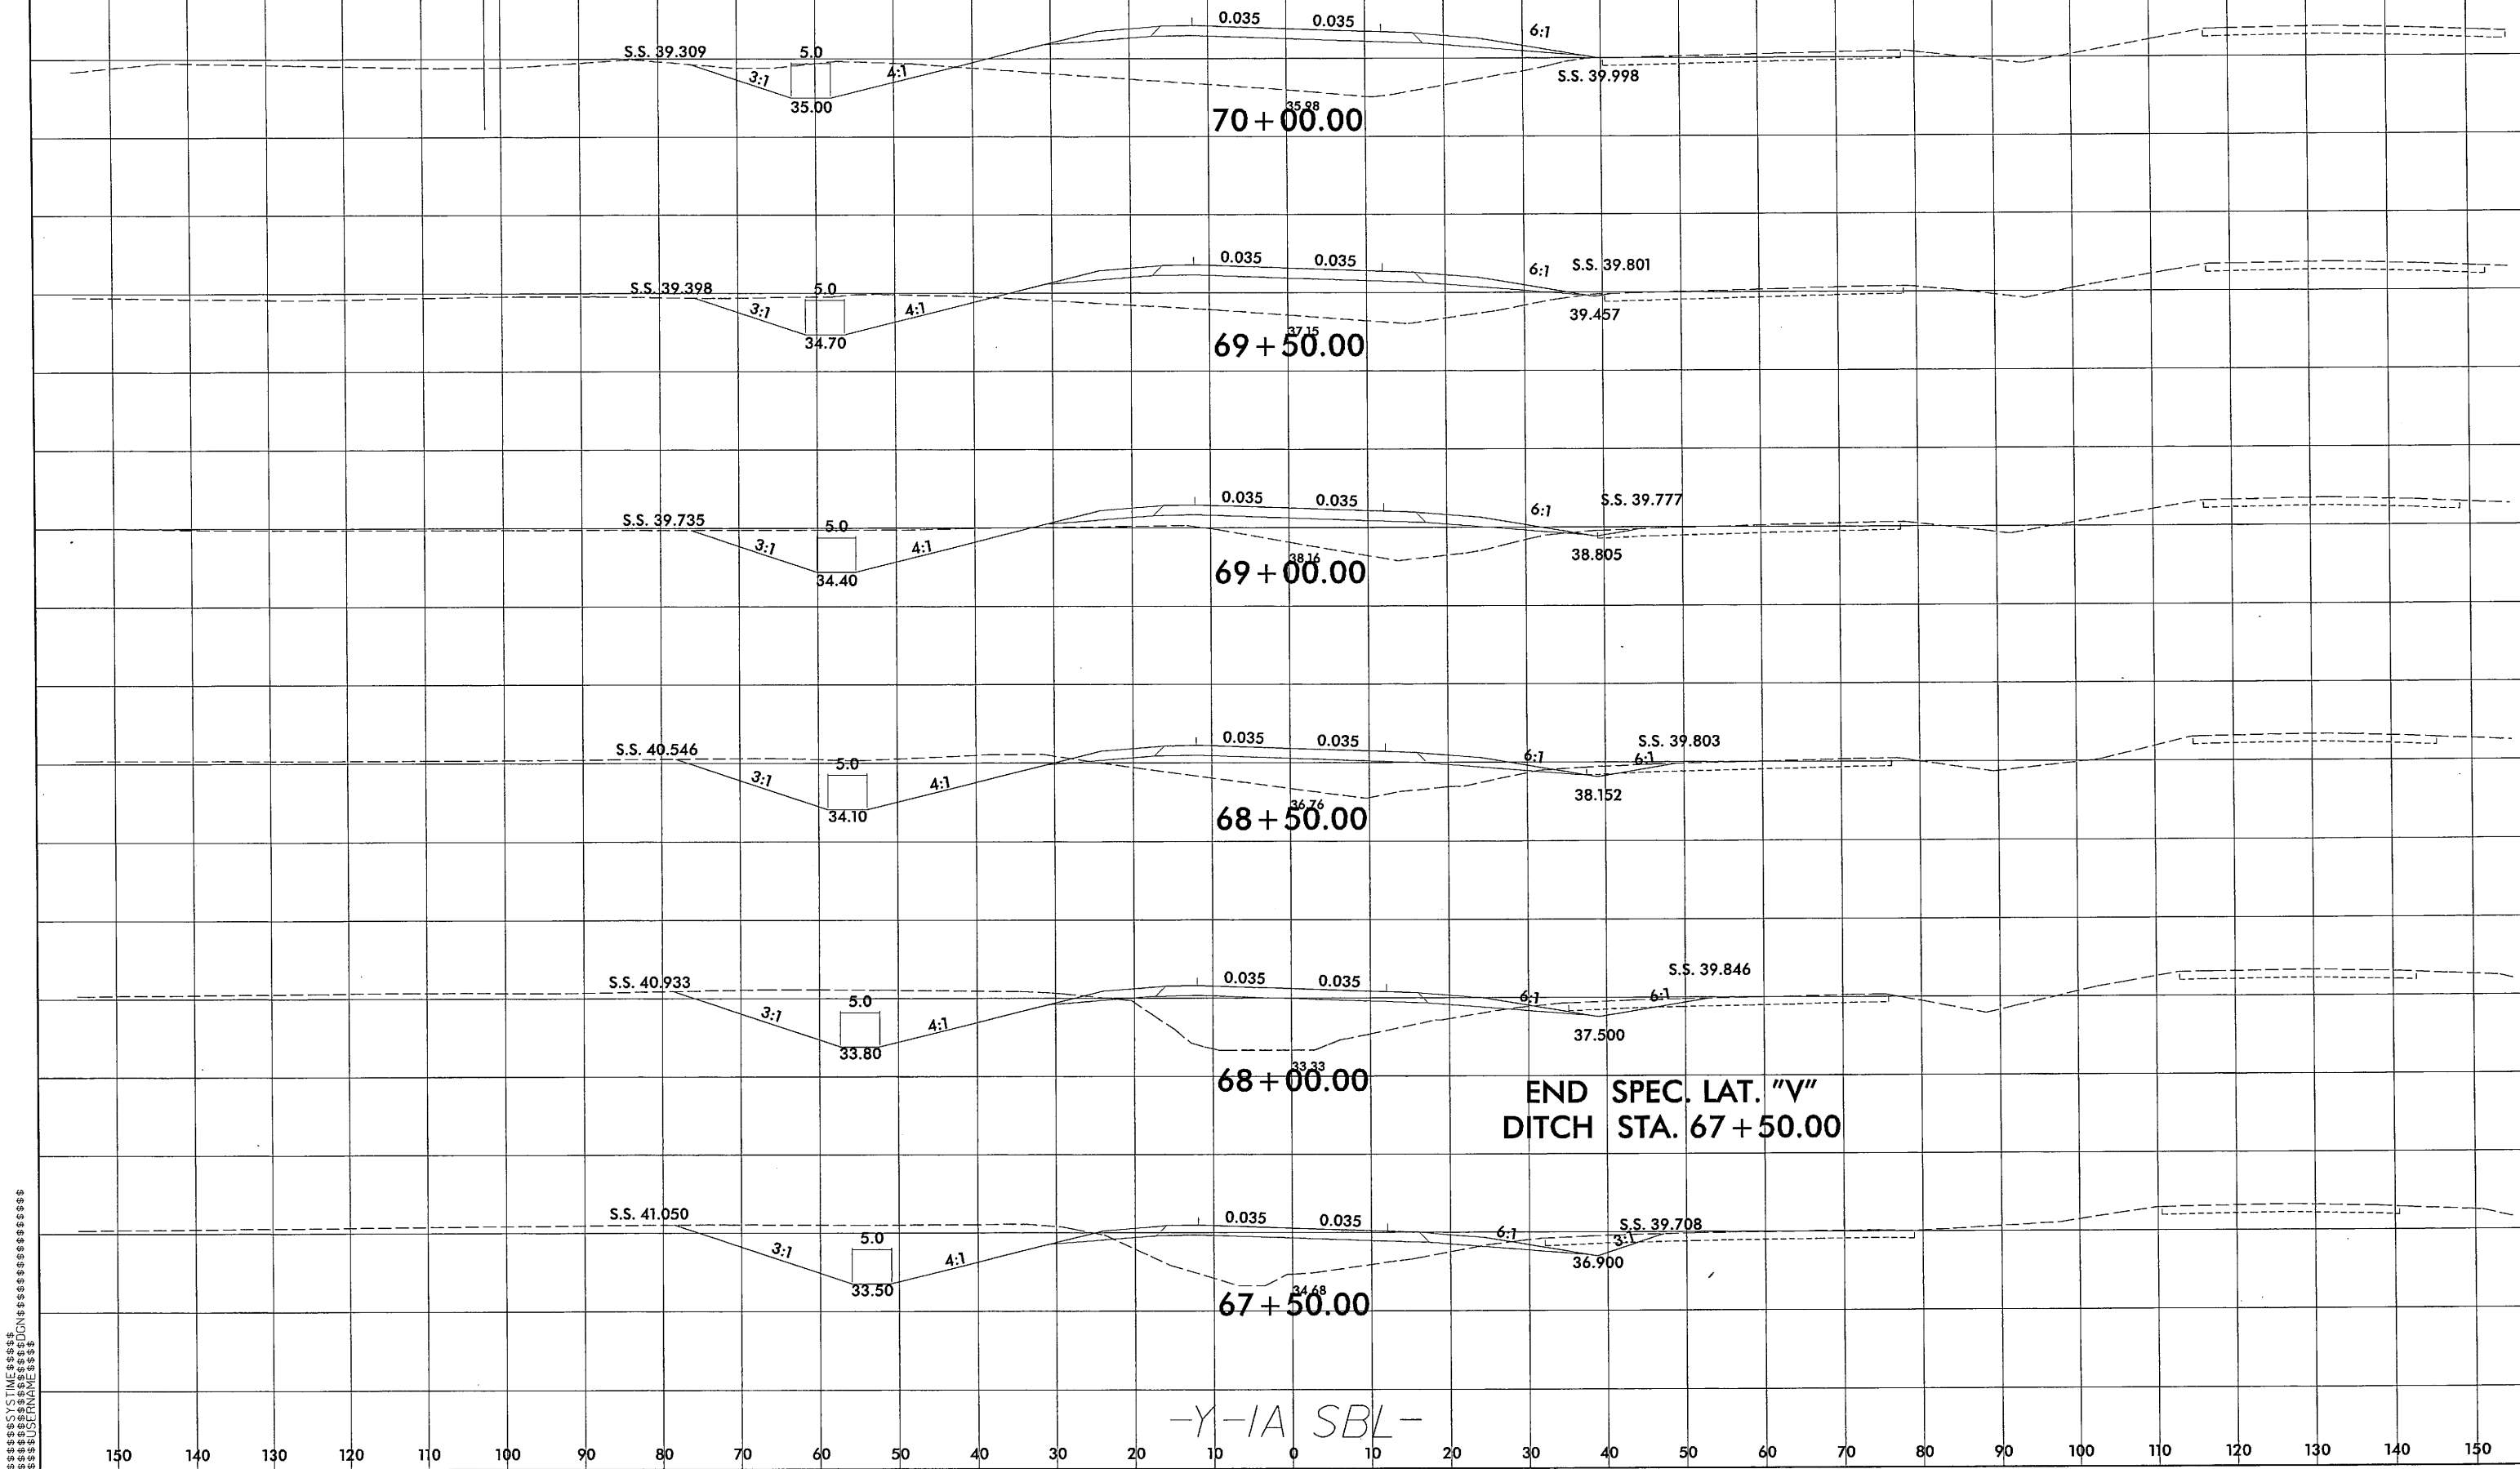 0.035 0.035 6:1
S.S. 39.309 5.0
3:1 4:1 S.S. 39.998
35.00 35.98
70+00.00
0.035 0.035 6:1 S.S. 39.801
S.S. 39.398 5.0
3:1 4:1 39.457
34.70 37.15
69+50.00
0.035 0.035 6:1 S.S. 39.777
S.S. 39.735 5.0
3:1 4:1 38.805
34.40 38.16
69+00.00
0.035 0.035 S.S. 39.803
S.S. 40.546 5.0 6:1 6:1
3:1 4:1 38.152
34.10 36.76
68+50.00
0.035 0.035 S.S. 39.846
S.S. 40.933 5.0 6:1 6:1
3:1 4:1 37.500
33.80 33.33
68+00.00
END SPEC. LAT. "V"
DITCH STA. 67+50.00
S.S. 41.050 0.035 0.035 S.S. 39.708
5.0 6:1 3:1
3:1 4:1 36.900
33.50 34.68
67+50.00
-Y-1A SBL-
150 140 130 120 110 100 90 80 70 60 50 40 30 20 10 0 10 20 30 40 50 60 70 80 90 100 110 120 130 140 150